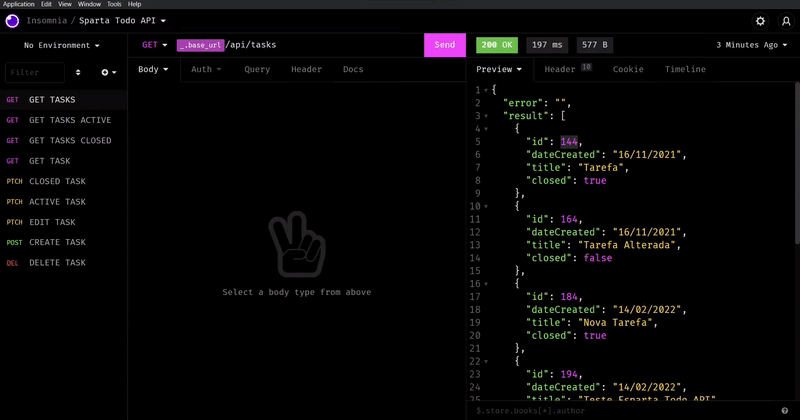 Application Edit View Window Tools Help
Insomnia / Sparta Todo API
No Environment
GET _.base_url /api/tasks Send
200 OK 197 ms 577 B 3 Minutes Ago
Filter
Body Auth Query Header Docs
Preview Header 10 Cookie Timeline
GET GET TASKS
GET GET TASKS ACTIVE
GET GET TASKS CLOSED
GET GET TASK
PTCH CLOSED TASK
PTCH ACTIVE TASK
PTCH EDIT TASK
POST CREATE TASK
DEL DELETE TASK
Select a body type from above
1 {
2 "error": "",
3 "result": [
4 {
5 "id": 144,
6 "dateCreated": "16/11/2021",
7 "title": "Tarefa",
8 "closed": true
9 },
10 {
11 "id": 164,
12 "dateCreated": "16/11/2021",
13 "title": "Tarefa Alterada",
14 "closed": false
15 },
16 {
17 "id": 184,
18 "dateCreated": "14/02/2022",
19 "title": "Nova Tarefa",
20 "closed": true
21 },
22 {
23 "id": 194,
24 "dateCreated": "14/02/2022",
25 "title": "Teste Esparta Todo API"
$.store.books[*].author